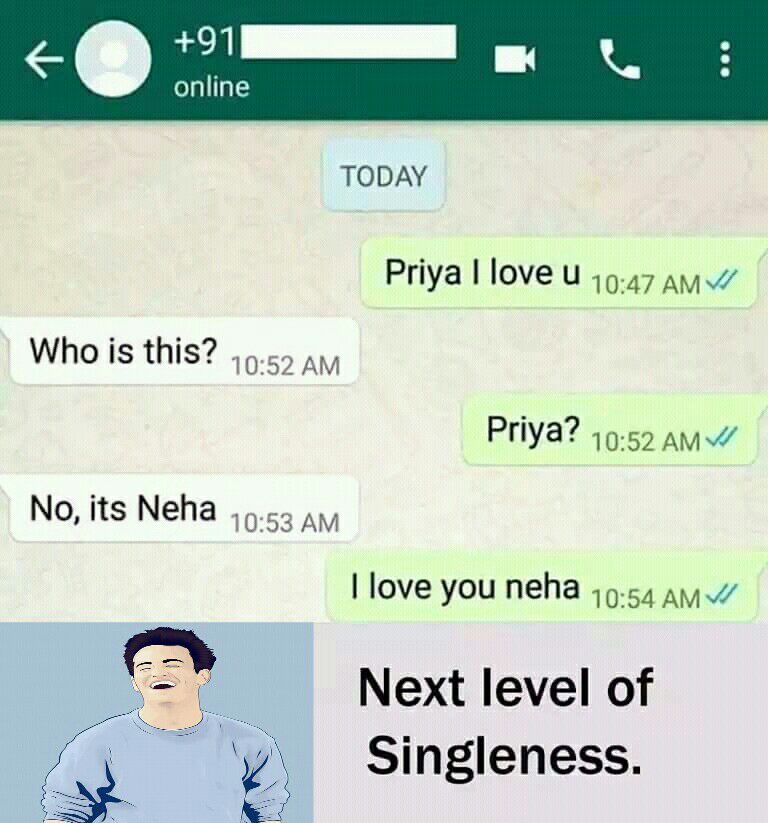 +91
online
TODAY
Priya I love u 10:47 AM
Who is this? 10:52 AM
Priya? 10:52 AM
No, its Neha 10:53 AM
I love you neha 10:54 AM
Next level of
Singleness.